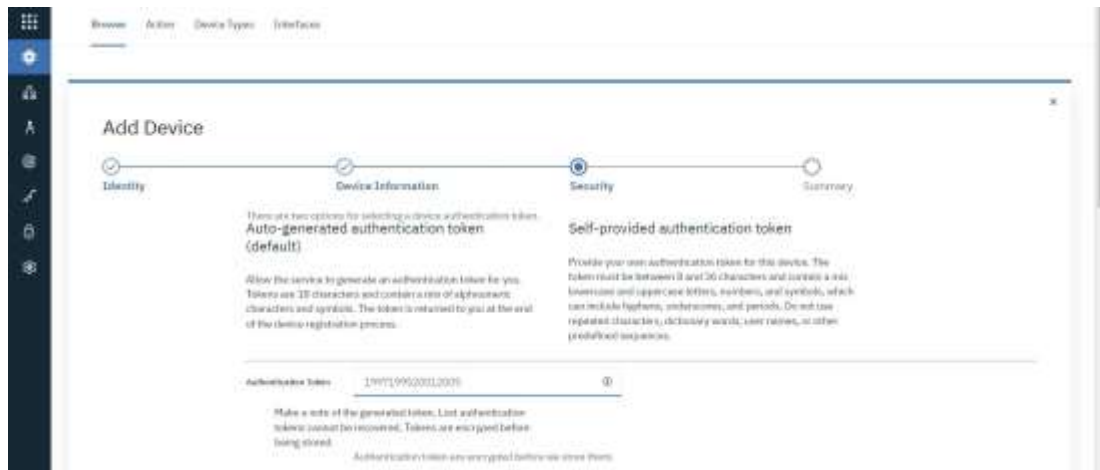 Browse Action Device Types Interfaces
Add Device
Identity Device Information Security Summary
There are two options for selecting a device authentication token.
Auto-generated authentication token
(default)
Allow the service to generate an authentication token for you.
Tokens are 18 characters and contain a mix of alphanumeric
characters and symbols. The token is returned to you at the end
of the device registration process.
Self-provided authentication token
Provide your own authentication token for this device. The
token must be between 8 and 36 characters and contain a mix
lowercase and uppercase letters, numbers, and symbols, which
can include hyphens, underscores, and periods. Do not use
repeated characters, dictionary words, user names, or other
predefined sequences.
Authentication Token
Make a note of the generated token. Lost authentication
tokens cannot be recovered. Tokens are encryped before
being stored
Authentication token are encrypted before we store them